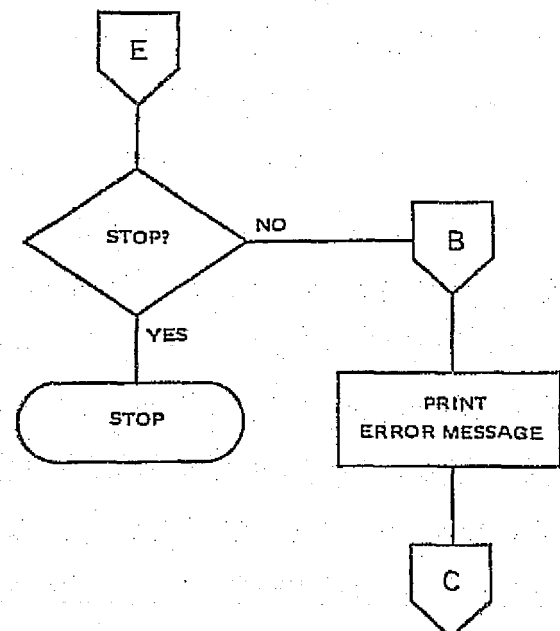 E
STOP?
NO
B
YES
STOP
PRINT
ERROR MESSAGE
C